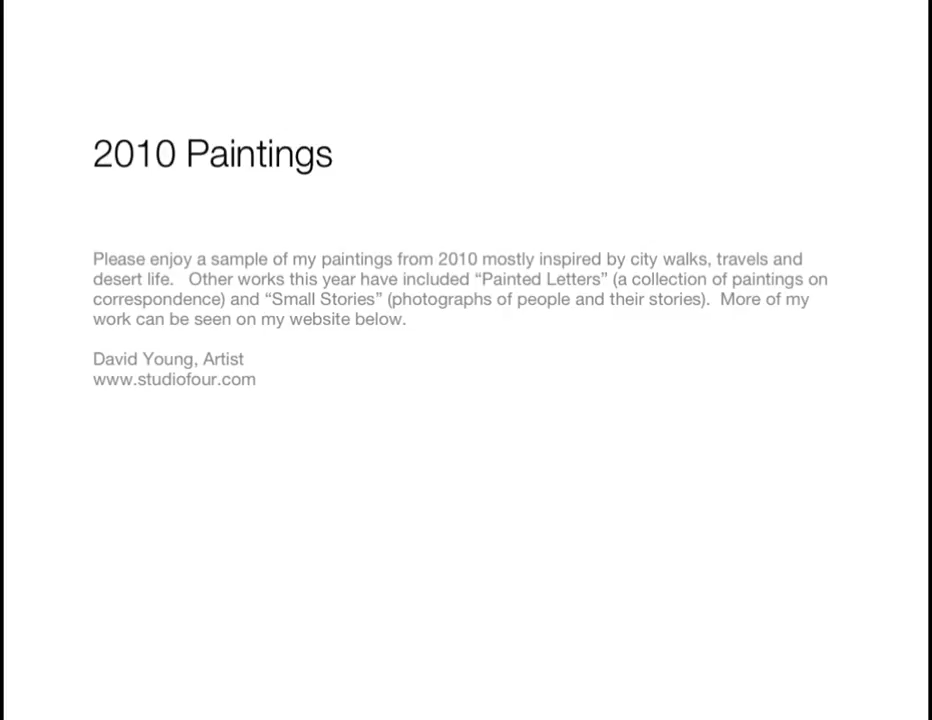 2010 Paintings
Please enjoy a sample of my paintings from 2010 mostly inspired by city walks, travels and
desert life.   Other works this year have included “Painted Letters” (a collection of paintings on
correspondence) and “Small Stories” (photographs of people and their stories).  More of my
work can be seen on my website below.
David Young, Artist
www.studiofour.com